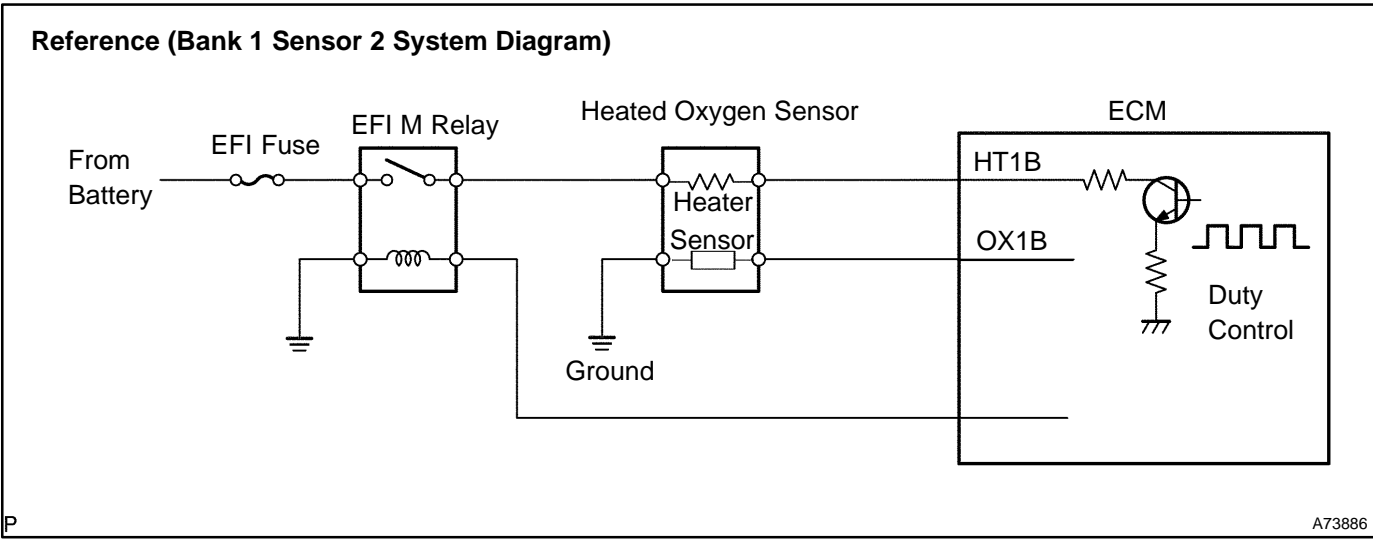 Reference (Bank 1 Sensor 2 System Diagram)
Heated Oxygen Sensor
ECM
EFI M Relay
EFI Fuse
From
Battery
HT1B
Heater
Sensor
OX1B
Duty
Control
Ground
P
A73886